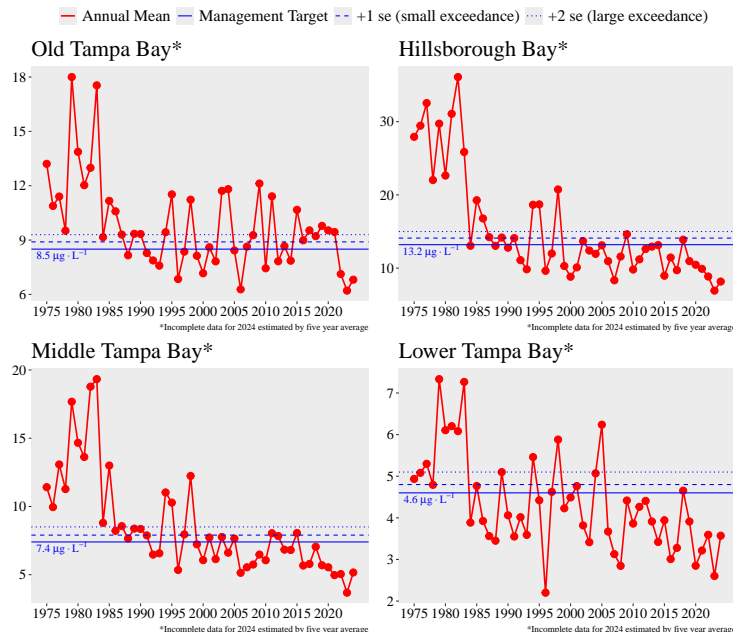 Annual Mean Management Target +1 se (small exceedance) +2 se (large exceedance)
Old Tampa Bay*
18
15
12
9
6
8.5 μg · L⁻¹
1975 1980 1985 1990 1995 2000 2005 2010 2015 2020
*Incomplete data for 2024 estimated by five year average
Hillsborough Bay*
30
20
10
13.2 μg · L⁻¹
1975 1980 1985 1990 1995 2000 2005 2010 2015 2020
*Incomplete data for 2024 estimated by five year average
Middle Tampa Bay*
20
15
10
5
7.4 μg · L⁻¹
1975 1980 1985 1990 1995 2000 2005 2010 2015 2020
*Incomplete data for 2024 estimated by five year average
Lower Tampa Bay*
7
6
5
4
3
2
4.6 μg · L⁻¹
1975 1980 1985 1990 1995 2000 2005 2010 2015 2020
*Incomplete data for 2024 estimated by five year average